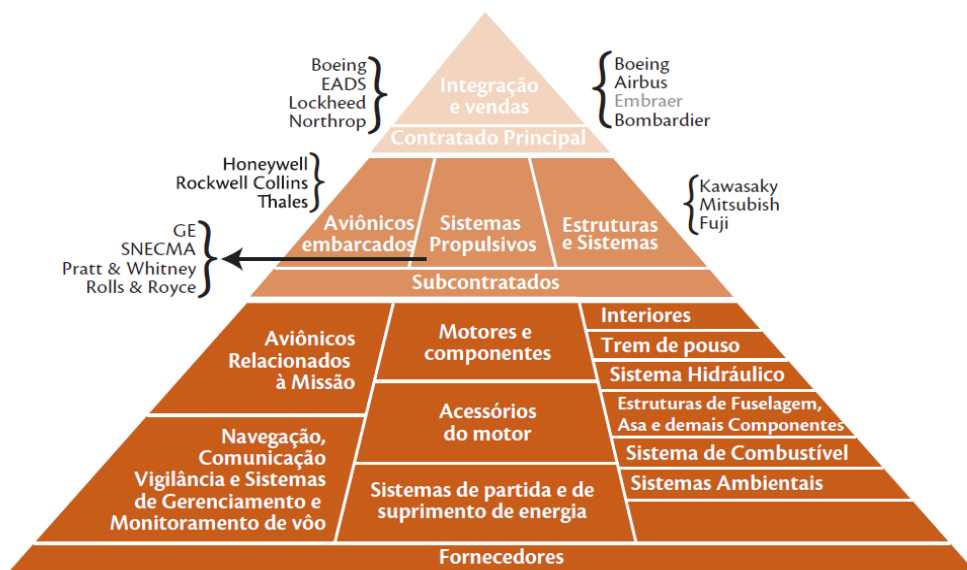 Boeing
EADS
Lockheed
Northrop
Integração
e vendas
Boeing
Airbus
Embraer
Bombardier
Contratado Principal
Honeywell
Rockwell Collins
Thales
GE
SNECMA
Pratt & Whitney
Rolls & Royce
Aviônicos
embarcados
Sistemas
Propulsivos
Estruturas
e Sistemas
Kawasaky
Mitsubish
Fuji
Subcontratados
Aviônicos
Relacionados
à Missão
Navegação,
Comunicação
Vigilância e Sistemas
de Gerenciamento e
Monitoramento de vôo
Motores e
componentes
Acessórios
do motor
Sistemas de partida e de
suprimento de energia
Interiores
Trem de pouso
Sistema Hidráulico
Estruturas de Fuselagem,
Asa e demais Componentes
Sistema de Combustível
Sistemas Ambientais
Fornecedores